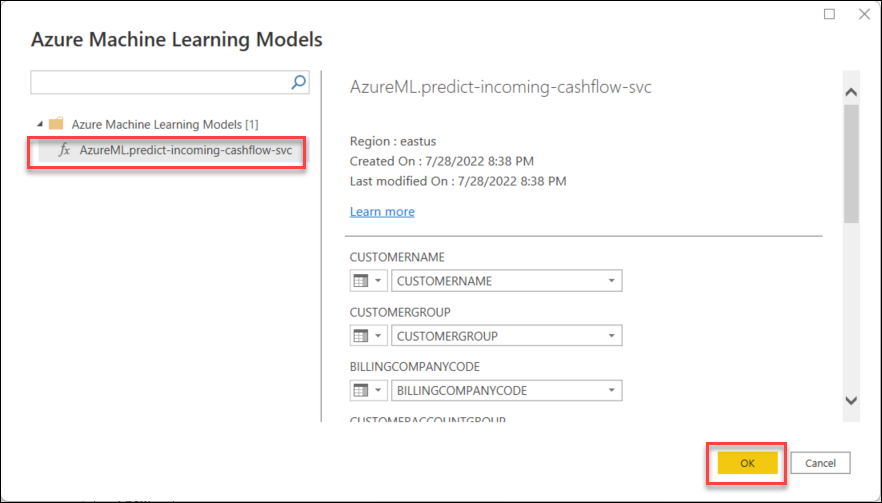 Azure Machine Learning Models
Azure Machine Learning Models [1]
fx AzureML.predict-incoming-cashflow-svc
AzureML.predict-incoming-cashflow-svc
Region : eastus
Created On : 7/28/2022 8:38 PM
Last modified On : 7/28/2022 8:38 PM
Learn more
CUSTOMERNAME
CUSTOMERNAME
CUSTOMERGROUP
CUSTOMERGROUP
BILLINGCOMPANYCODE
BILLINGCOMPANYCODE
CUSTOMERACCOUNTGROUP
OK
Cancel